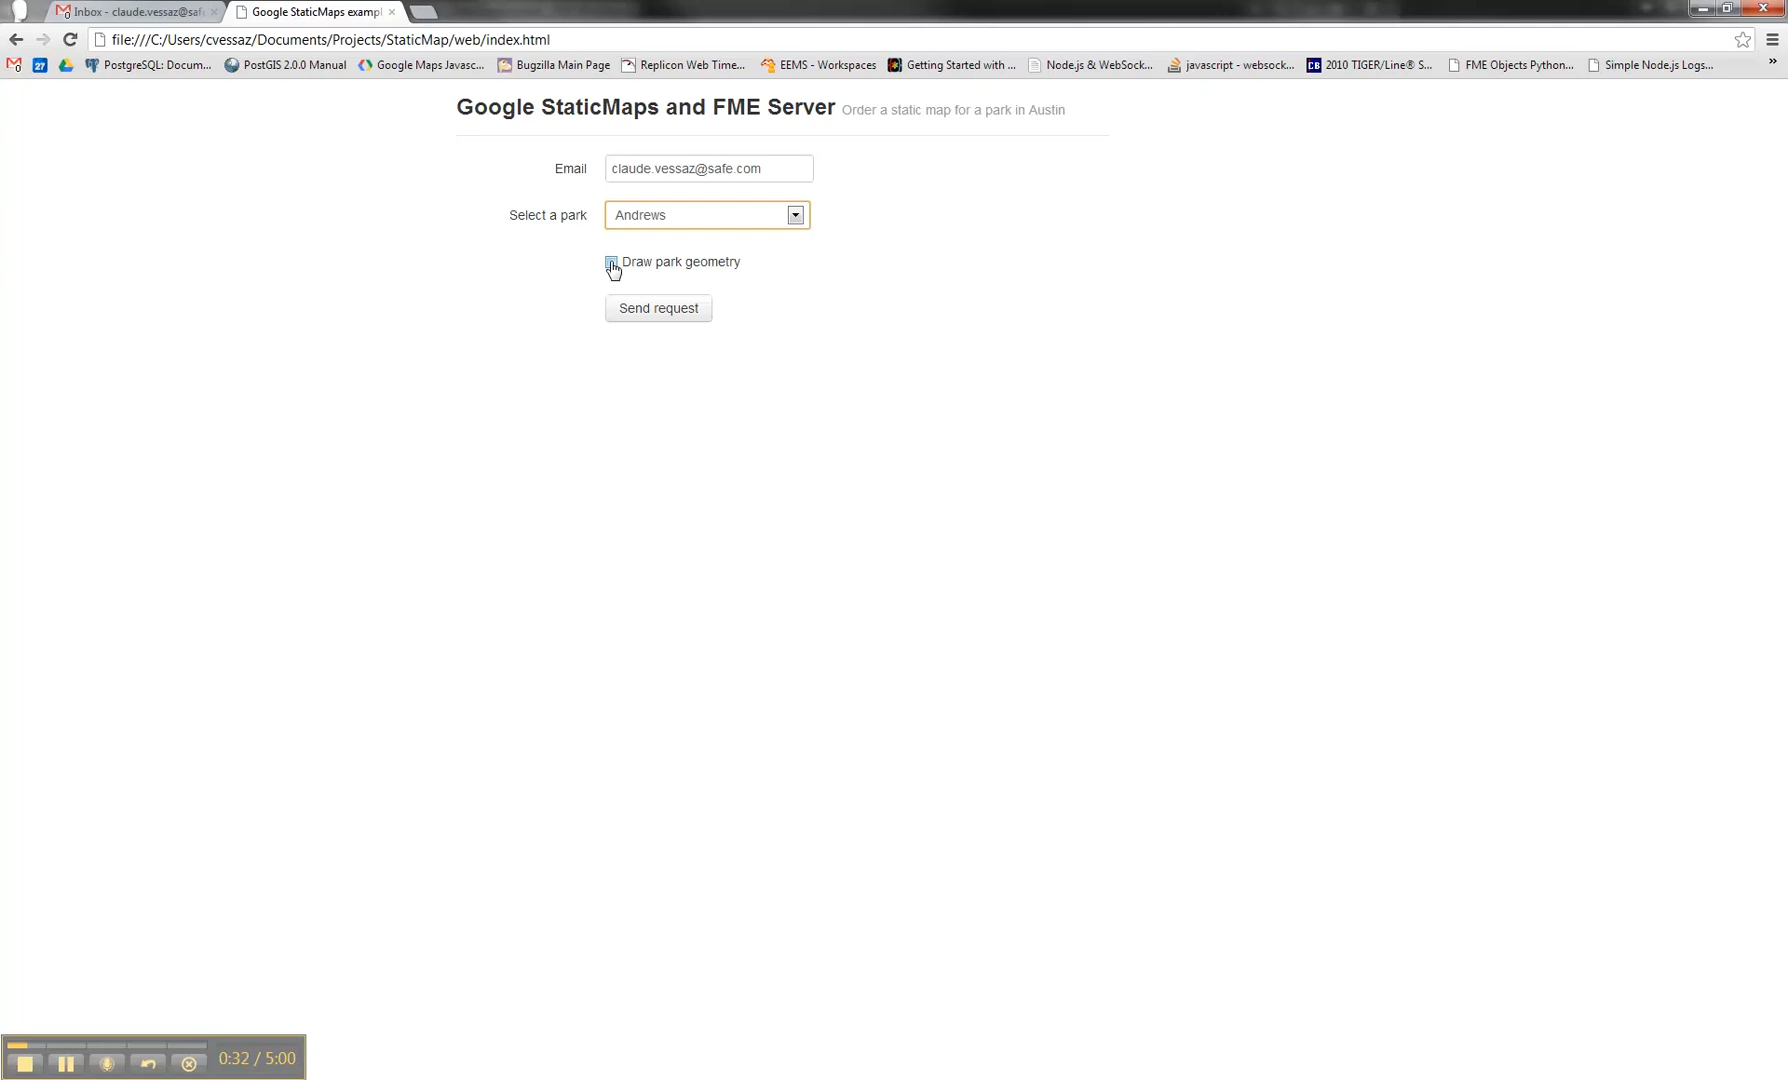 Inbox - claude.vessaz@saf
Google StaticMaps exampl
file:///C:/Users/cvessaz/Documents/Projects/StaticMap/web/index.html
27 PostgreSQL: Docum... PostGIS 2.0.0 Manual Google Maps Javasc... Bugzilla Main Page Replicon Web Time... EEMS - Workspaces Getting Started with ... Node.js & WebSock... javascript - websock... CB 2010 TIGER/Line® S... FME Objects Python... Simple Node.js Logs... »
Google StaticMaps and FME Server Order a static map for a park in Austin
Email claude.vessaz@safe.com
Select a park Andrews
Draw park geometry
Send request
0:32 / 5:00